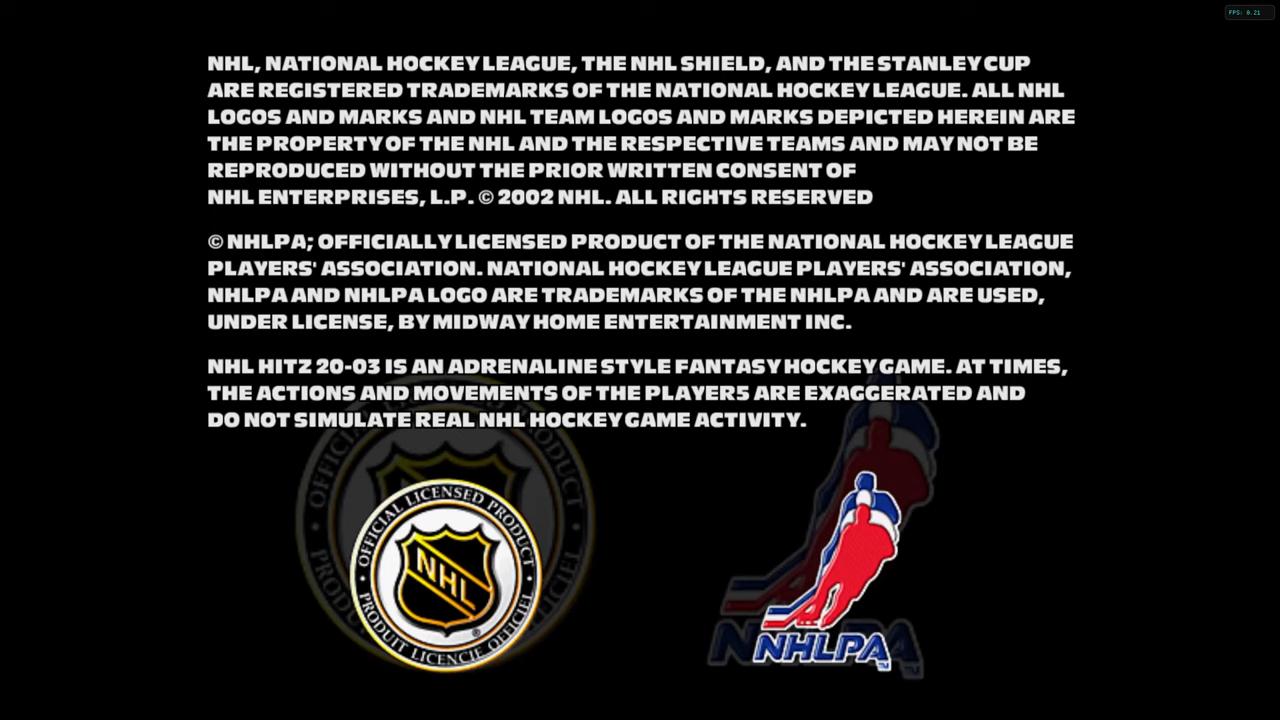 FPS: 0.21
NHL, NATIONAL HOCKEY LEAGUE, THE NHL SHIELD, AND THE STANLEY CUP
ARE REGISTERED TRADEMARKS OF THE NATIONAL HOCKEY LEAGUE. ALL NHL
LOGOS AND MARKS AND NHL TEAM LOGOS AND MARKS DEPICTED HEREIN ARE
THE PROPERTY OF THE NHL AND THE RESPECTIVE TEAMS AND MAY NOT BE
REPRODUCED WITHOUT THE PRIOR WRITTEN CONSENT OF
NHL ENTERPRISES, L.P. © 2002 NHL. ALL RIGHTS RESERVED
© NHLPA; OFFICIALLY LICENSED PRODUCT OF THE NATIONAL HOCKEY LEAGUE
PLAYERS' ASSOCIATION. NATIONAL HOCKEY LEAGUE PLAYERS' ASSOCIATION,
NHLPA AND NHLPA LOGO ARE TRADEMARKS OF THE NHLPA AND ARE USED,
UNDER LICENSE, BY MIDWAY HOME ENTERTAINMENT INC.
NHL HITZ 20-03 IS AN ADRENALINE STYLE FANTASY HOCKEY GAME. AT TIMES,
THE ACTIONS AND MOVEMENTS OF THE PLAYERS ARE EXAGGERATED AND
DO NOT SIMULATE REAL NHL HOCKEY GAME ACTIVITY.
OFFICIAL LICENSED PRODUCT
NHL
®
PRODUIT LICENCIE OFFICIEL
NHLPA
TM